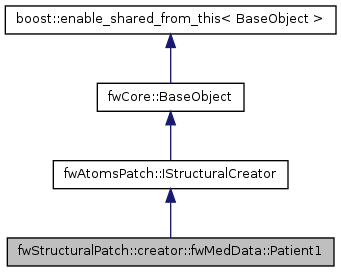 boost::enable_shared_from_this< BaseObject >
fwCore::BaseObject
fwAtomsPatch::IStructuralCreator
fwStructuralPatch::creator::fwMedData::Patient1